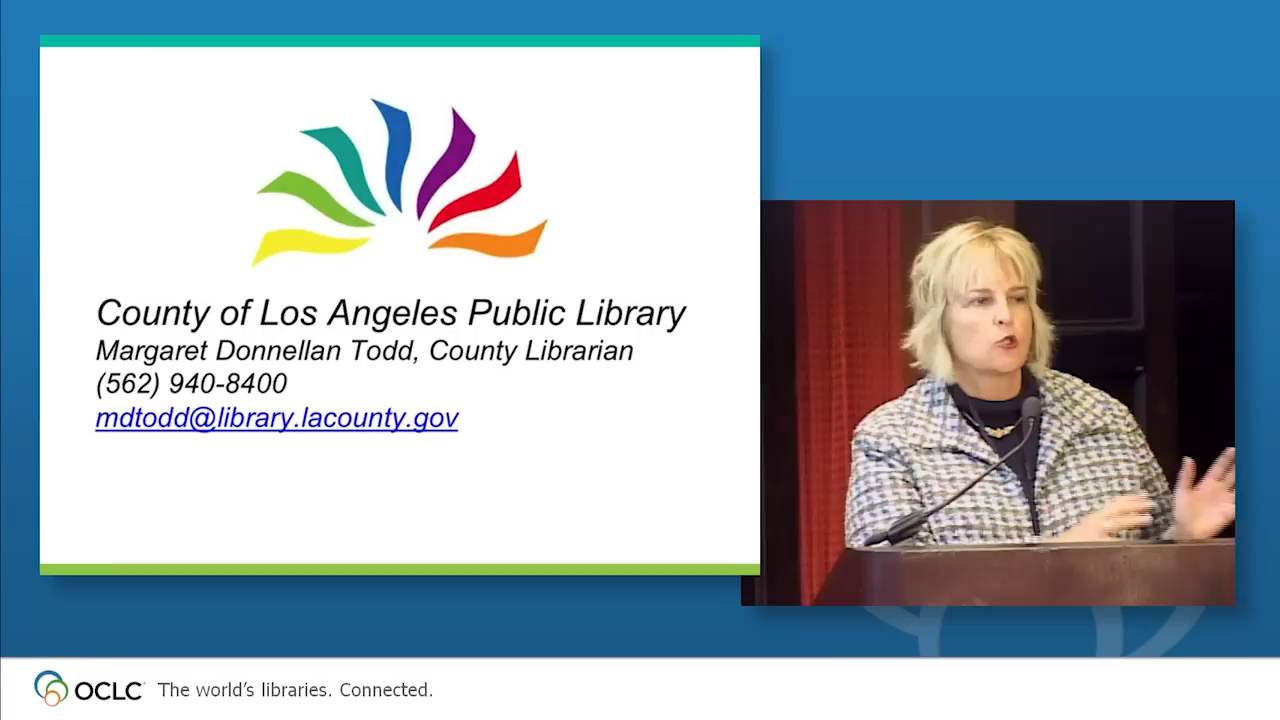 County of Los Angeles Public Library
Margaret Donnellan Todd, County Librarian
(562) 940-8400
mdtodd@library.lacounty.gov
OCLC The world's libraries. Connected.